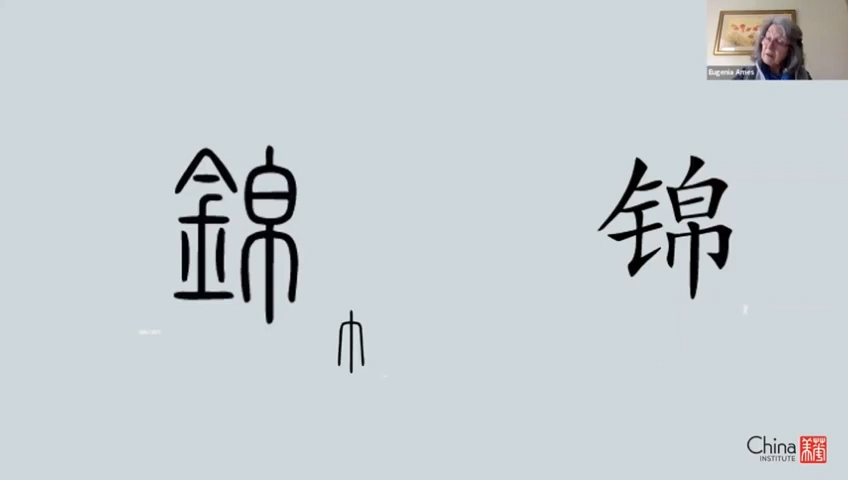 Eugenia Ames
錦
锦
巾
China
INSTITUTE